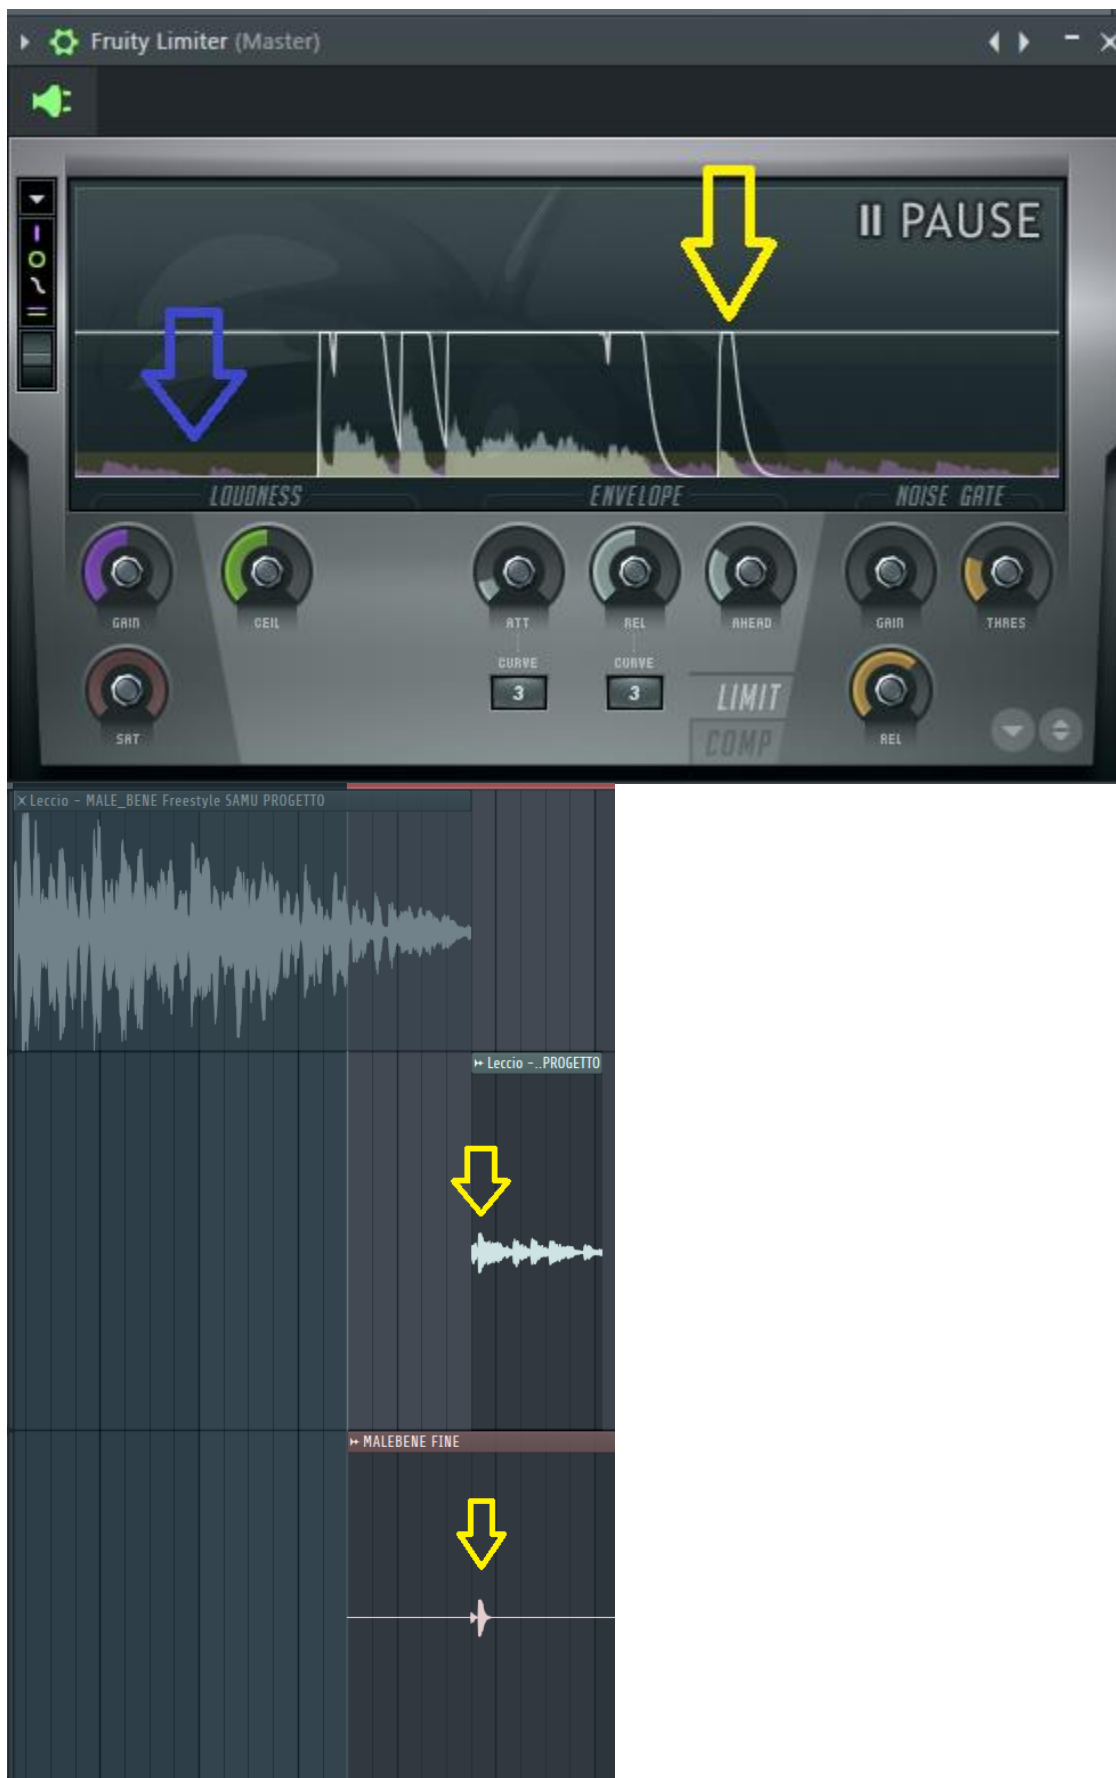 Fruity Limiter (Master)
II PAUSE
LOUDNESS ENVELOPE NOISE GATE
GAIN CEIL ATT REL AHEAD GAIN THRES
CURVE CURVE
3 3 LIMIT
SAT COMP REL
Leccio - MALE_BENE Freestyle SAMU PROGETTO
Leccio -..PROGETTO
MALEBENE FINE